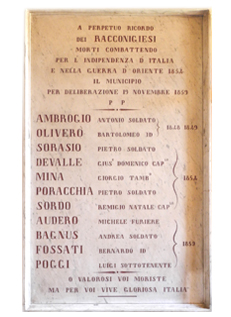 A PERPETUO RICORDO
DEI RACCONIGIESI
MORTI COMBATTENDO
PER L INDIPENDENZA D ITALIA
E NELLA GUERRA D ORIENTE 1855
IL MUNICIPIO
PER DELIBERAZIONE 19 NOVEMBRE 1859
P P
AMBROGIO ANTONIO SOLDATO
OLIVERO BARTOLOMEO ID
1848 1849
SORASIO PIETRO SOLDATO
DEVALLE DOMENICO CAP
MINA GIORGIO TAMB
PORACCHIA PIETRO SOLDATO
SORDO REMIGIO NATALE CAP
1855
AUDERO MICHELE FURIERE
BAGNUS ANDREA SOLDATO
FOSSATI BERNARDO ID
POGGI LUIGI SOTTOTENENTE
1859
O VALOROSI VOI MORISTE
MA PER VOI VIVE GLORIOSA ITALIA